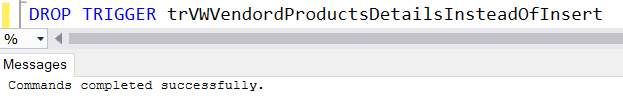 DROP TRIGGER trVWVendordProductsDetailsInsteadOfInsert
%
Messages
Commands completed successfully.